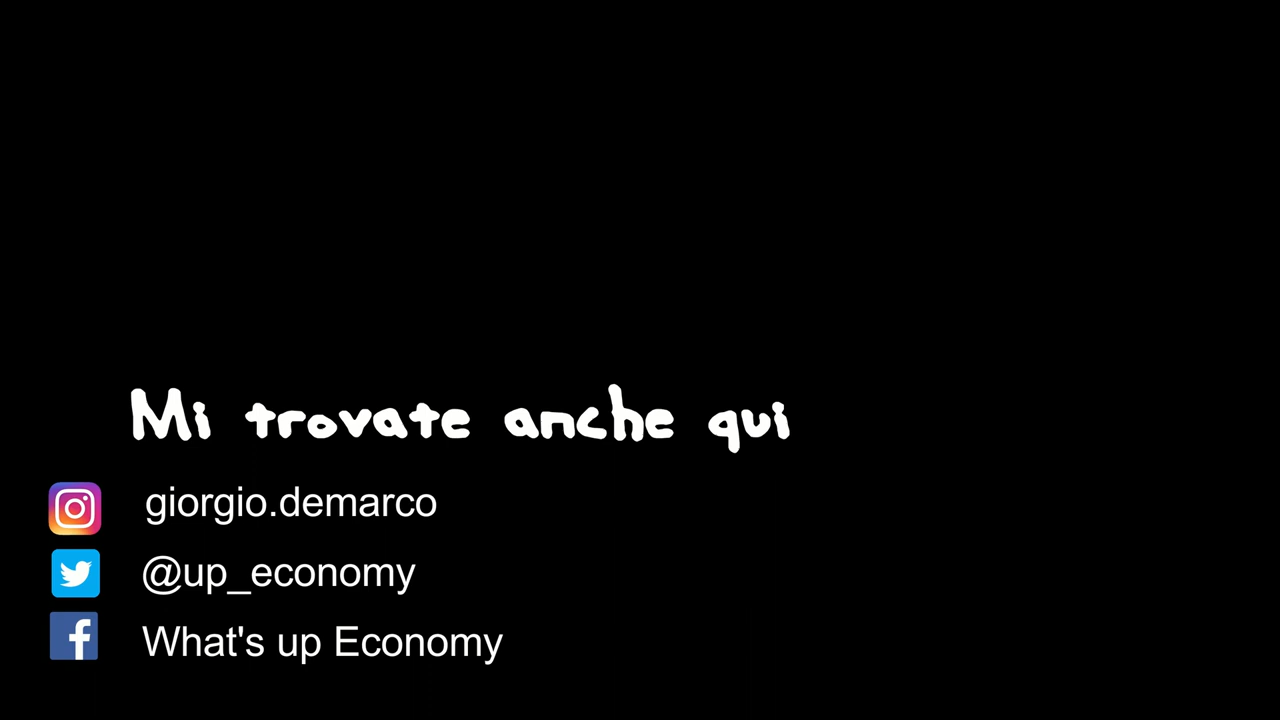 Mi trovate anche qui
giorgio.demarco
@up_economy
What's up Economy